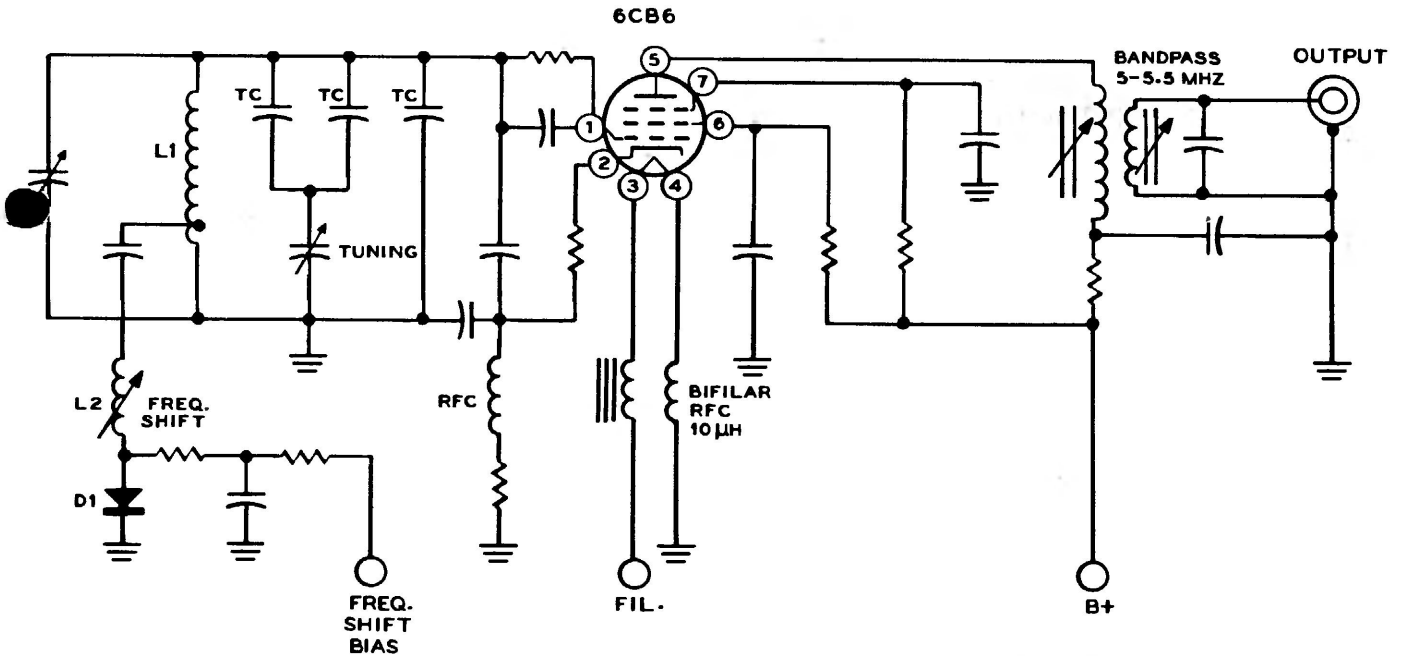 6CB6
BANDPASS
5-5.5 MHZ
OUTPUT
5
7
TC
TC
TC
1
6
L1
2
3
4
TUNING
L2
FREQ.
SHIFT
RFC
BIFILAR
RFC
10 µH
D1
FREQ.
SHIFT
BIAS
FIL.
B+